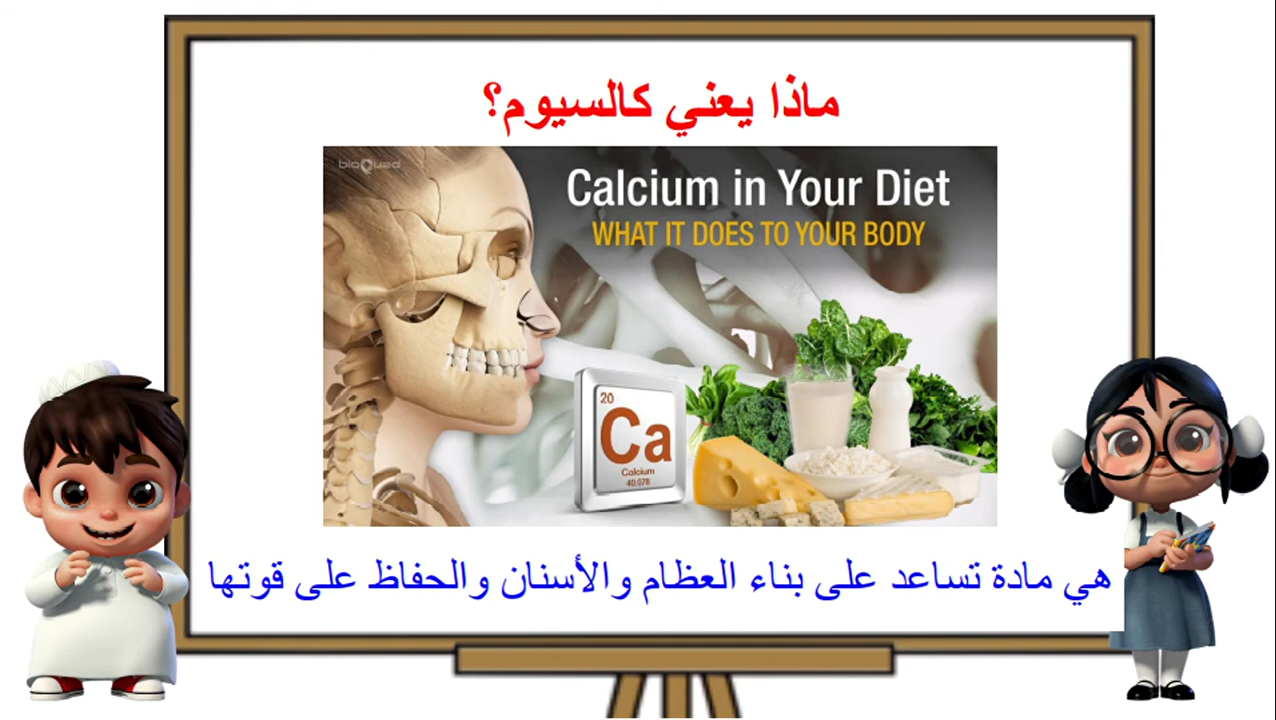 ماذا يعني كالسيوم؟
bioQuad
Calcium in Your Diet
WHAT IT DOES TO YOUR BODY
20
Ca
Calcium
40,078
هي مادة تساعد على بناء العظام والأسنان والحفاظ على قوتها